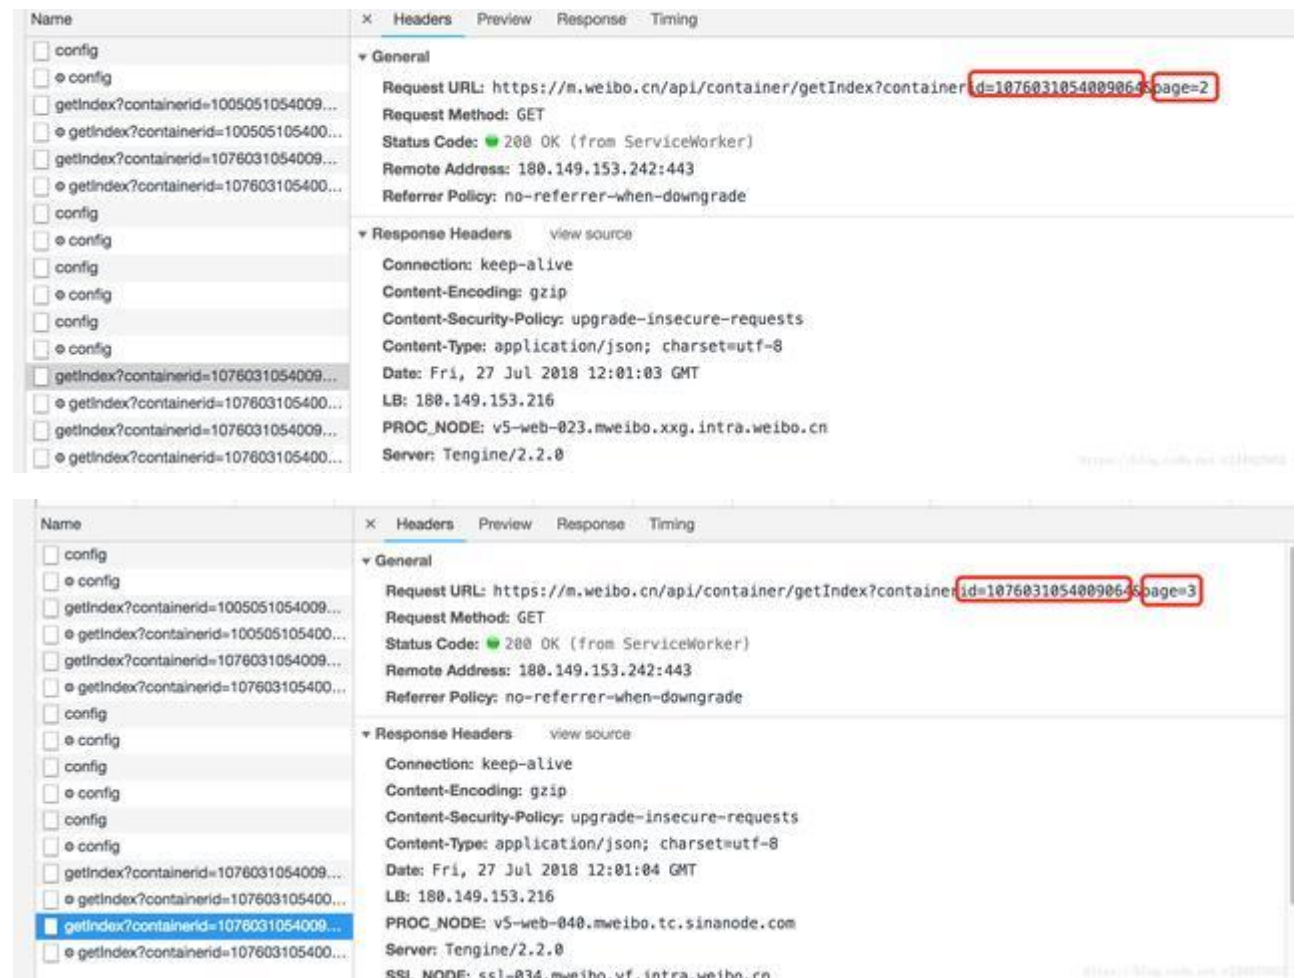 Name
config
config
getIndex?containerid=1005051054009...
getIndex?containerid=100505105400...
getIndex?containerid=1076031054009...
getIndex?containerid=107603105400...
config
config
config
config
config
config
getIndex?containerid=1076031054009...
getIndex?containerid=107603105400...
getIndex?containerid=1076031054009...
getIndex?containerid=107603105400...
× Headers Preview Response Timing
▾ General
Request URL: https://m.weibo.cn/api/container/getIndex?containerid=1076031054009064&page=2
Request Method: GET
Status Code: 200 OK (from ServiceWorker)
Remote Address: 180.149.153.242:443
Referrer Policy: no-referrer-when-downgrade
▾ Response Headers view source
Connection: keep-alive
Content-Encoding: gzip
Content-Security-Policy: upgrade-insecure-requests
Content-Type: application/json; charset=utf-8
Date: Fri, 27 Jul 2018 12:01:03 GMT
LB: 180.149.153.216
PROC_NODE: v5-web-023.mweibo.xxg.intra.weibo.cn
Server: Tengine/2.2.0
Name
config
config
getIndex?containerid=1005051054009...
getIndex?containerid=100505105400...
getIndex?containerid=1076031054009...
getIndex?containerid=107603105400...
config
config
config
config
config
config
getIndex?containerid=1076031054009...
getIndex?containerid=107603105400...
getIndex?containerid=1076031054009...
getIndex?containerid=107603105400...
× Headers Preview Response Timing
▾ General
Request URL: https://m.weibo.cn/api/container/getIndex?containerid=1076031054009064&page=3
Request Method: GET
Status Code: 200 OK (from ServiceWorker)
Remote Address: 180.149.153.242:443
Referrer Policy: no-referrer-when-downgrade
▾ Response Headers view source
Connection: keep-alive
Content-Encoding: gzip
Content-Security-Policy: upgrade-insecure-requests
Content-Type: application/json; charset=utf-8
Date: Fri, 27 Jul 2018 12:01:04 GMT
LB: 180.149.153.216
PROC_NODE: v5-web-040.mweibo.tc.sinanode.com
Server: Tengine/2.2.0
SSL_NODE: ssl-034.mweibo.yf.intra.weibo.cn